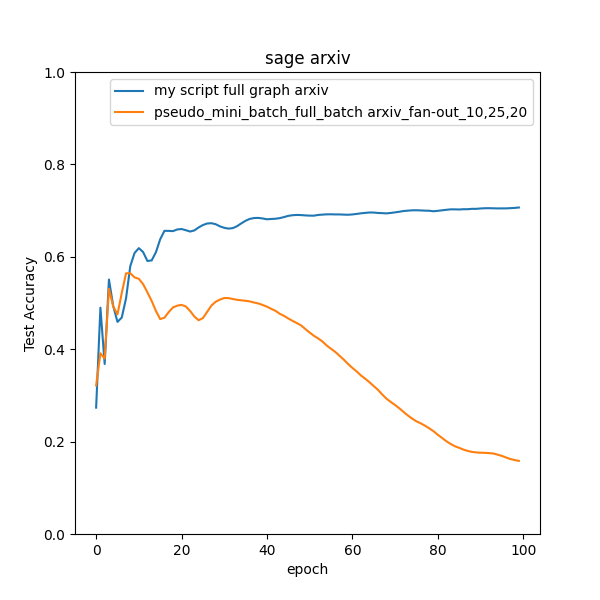 sage arxiv
my script full graph arxiv
pseudo_mini_batch_full_batch arxiv_fan-out_10,25,20
Test Accuracy
1.0
0.8
0.6
0.4
0.2
0.0
0 20 40 60 80 100
epoch